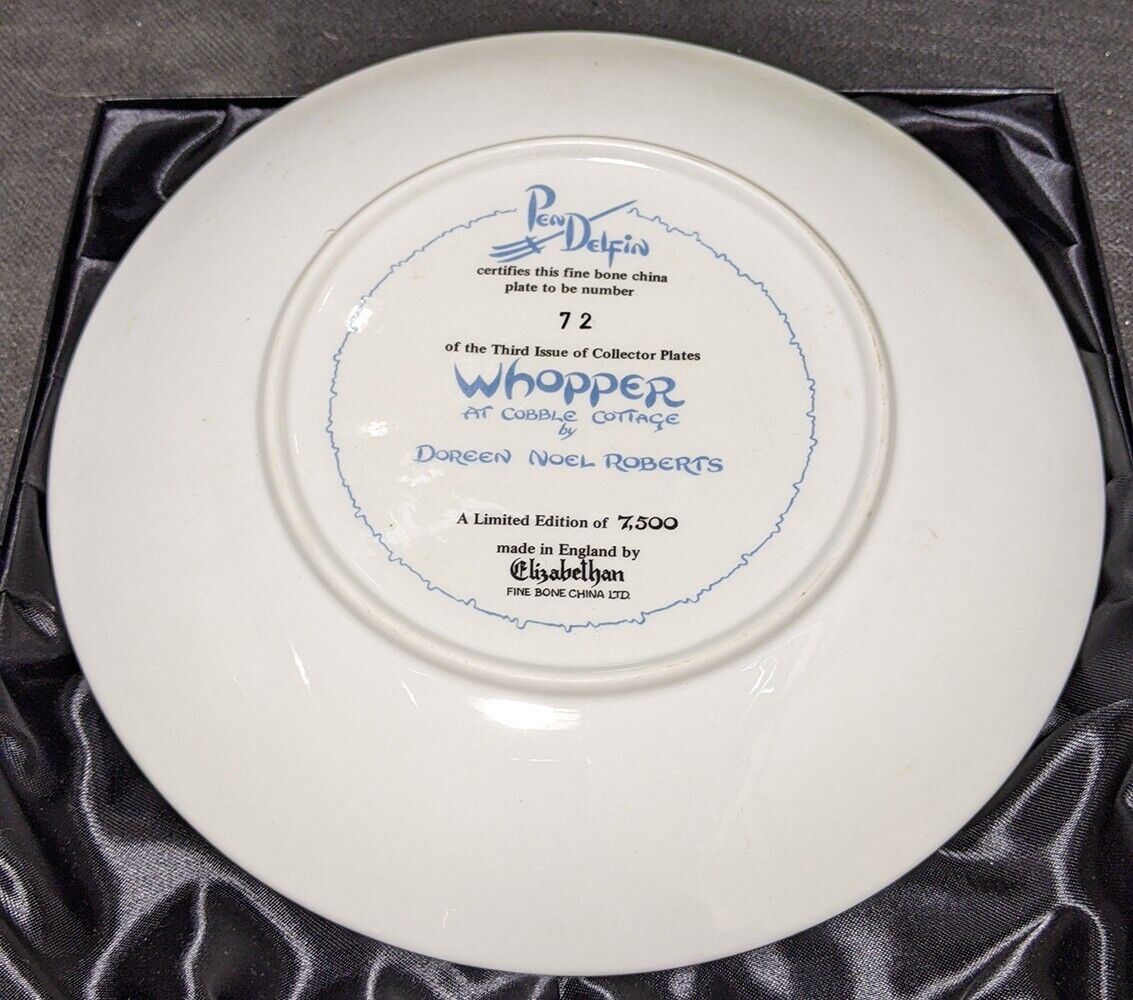 PenDelfin
certifies this fine bone china
plate to be number
72
of the Third Issue of Collector Plates
WHOPPER
AT COBBLE COTTAGE
by
DOREEN NOEL ROBERTS
A Limited Edition of 7,500
made in England by
Elizabethan
FINE BONE CHINA LTD.